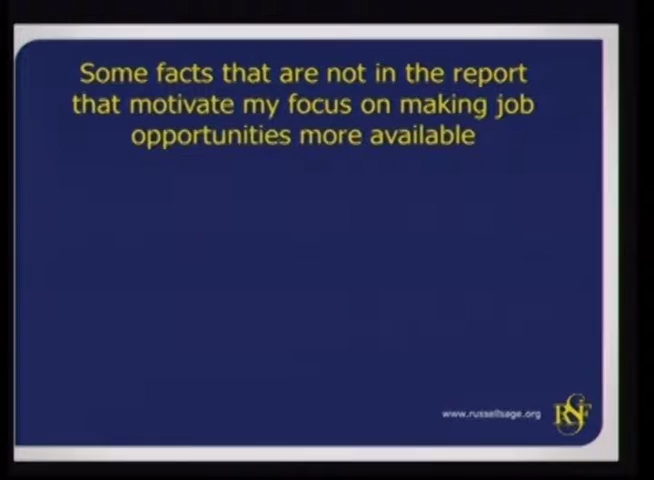 Some facts that are not in the report
that motivate my focus on making job
opportunities more available
www.russellsage.org
RSF